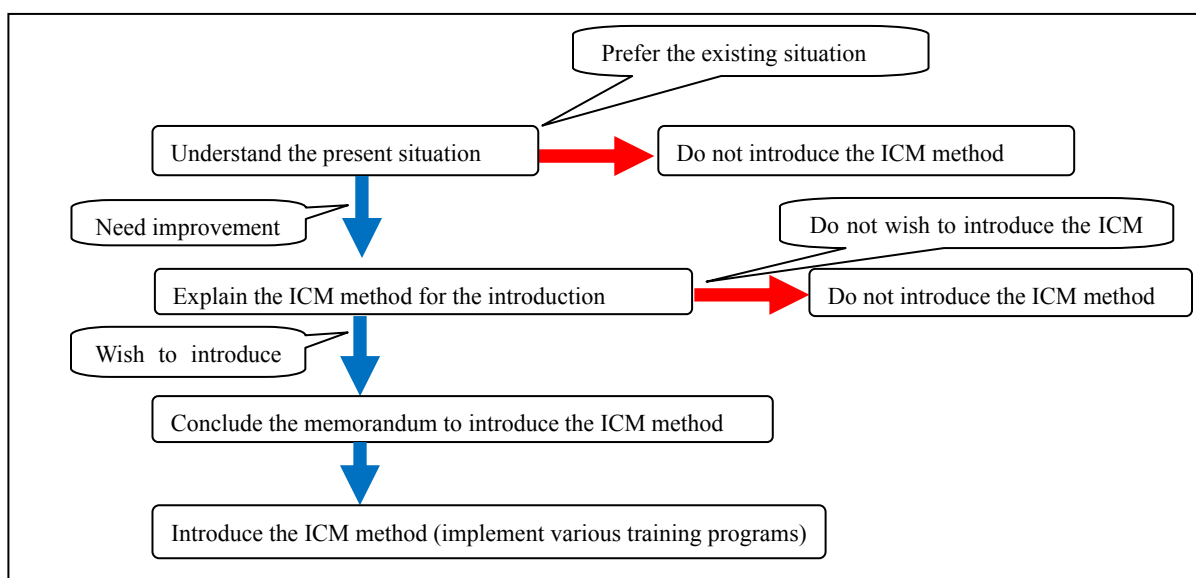 Prefer the existing situation
Understand the present situation
Do not introduce the ICM method
Need improvement
Do not wish to introduce the ICM
Explain the ICM method for the introduction
Do not introduce the ICM method
Wish to introduce
Conclude the memorandum to introduce the ICM method
Introduce the ICM method (implement various training programs)